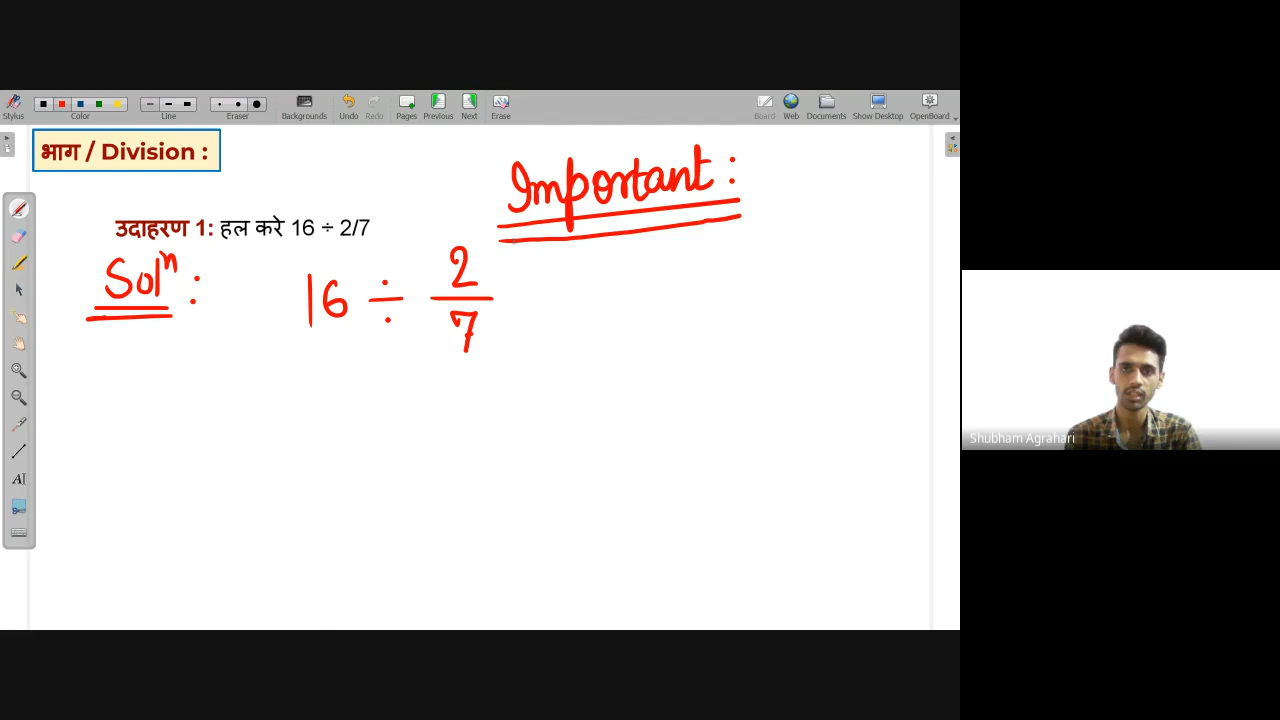 Stylus Color Line Eraser Backgrounds Undo Redo Pages Previous Next Erase Board Web Documents Show Desktop OpenBoard
भाग / Division :
Important :
उदाहरण 1: हल करे 16 ÷ 2/7
Solⁿ : 16 ÷ 2/7
Shubham Agrahari